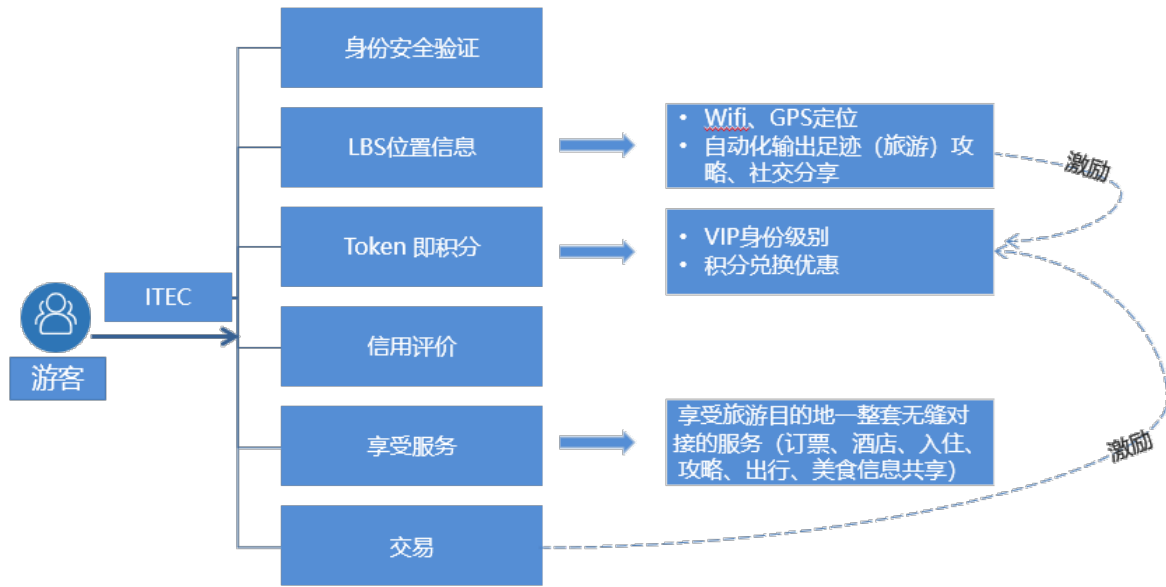 身份安全验证
LBS位置信息
• Wifi、GPS定位
• 自动化输出足迹（旅游）攻
略、社交分享
激励
Token 即积分
• VIP身份级别
• 积分兑换优惠
ITEC
游客
信用评价
享受服务
享受旅游目的地一整套无缝对
接的服务（订票、酒店、入住、
攻略、出行、美食信息共享）
激励
交易